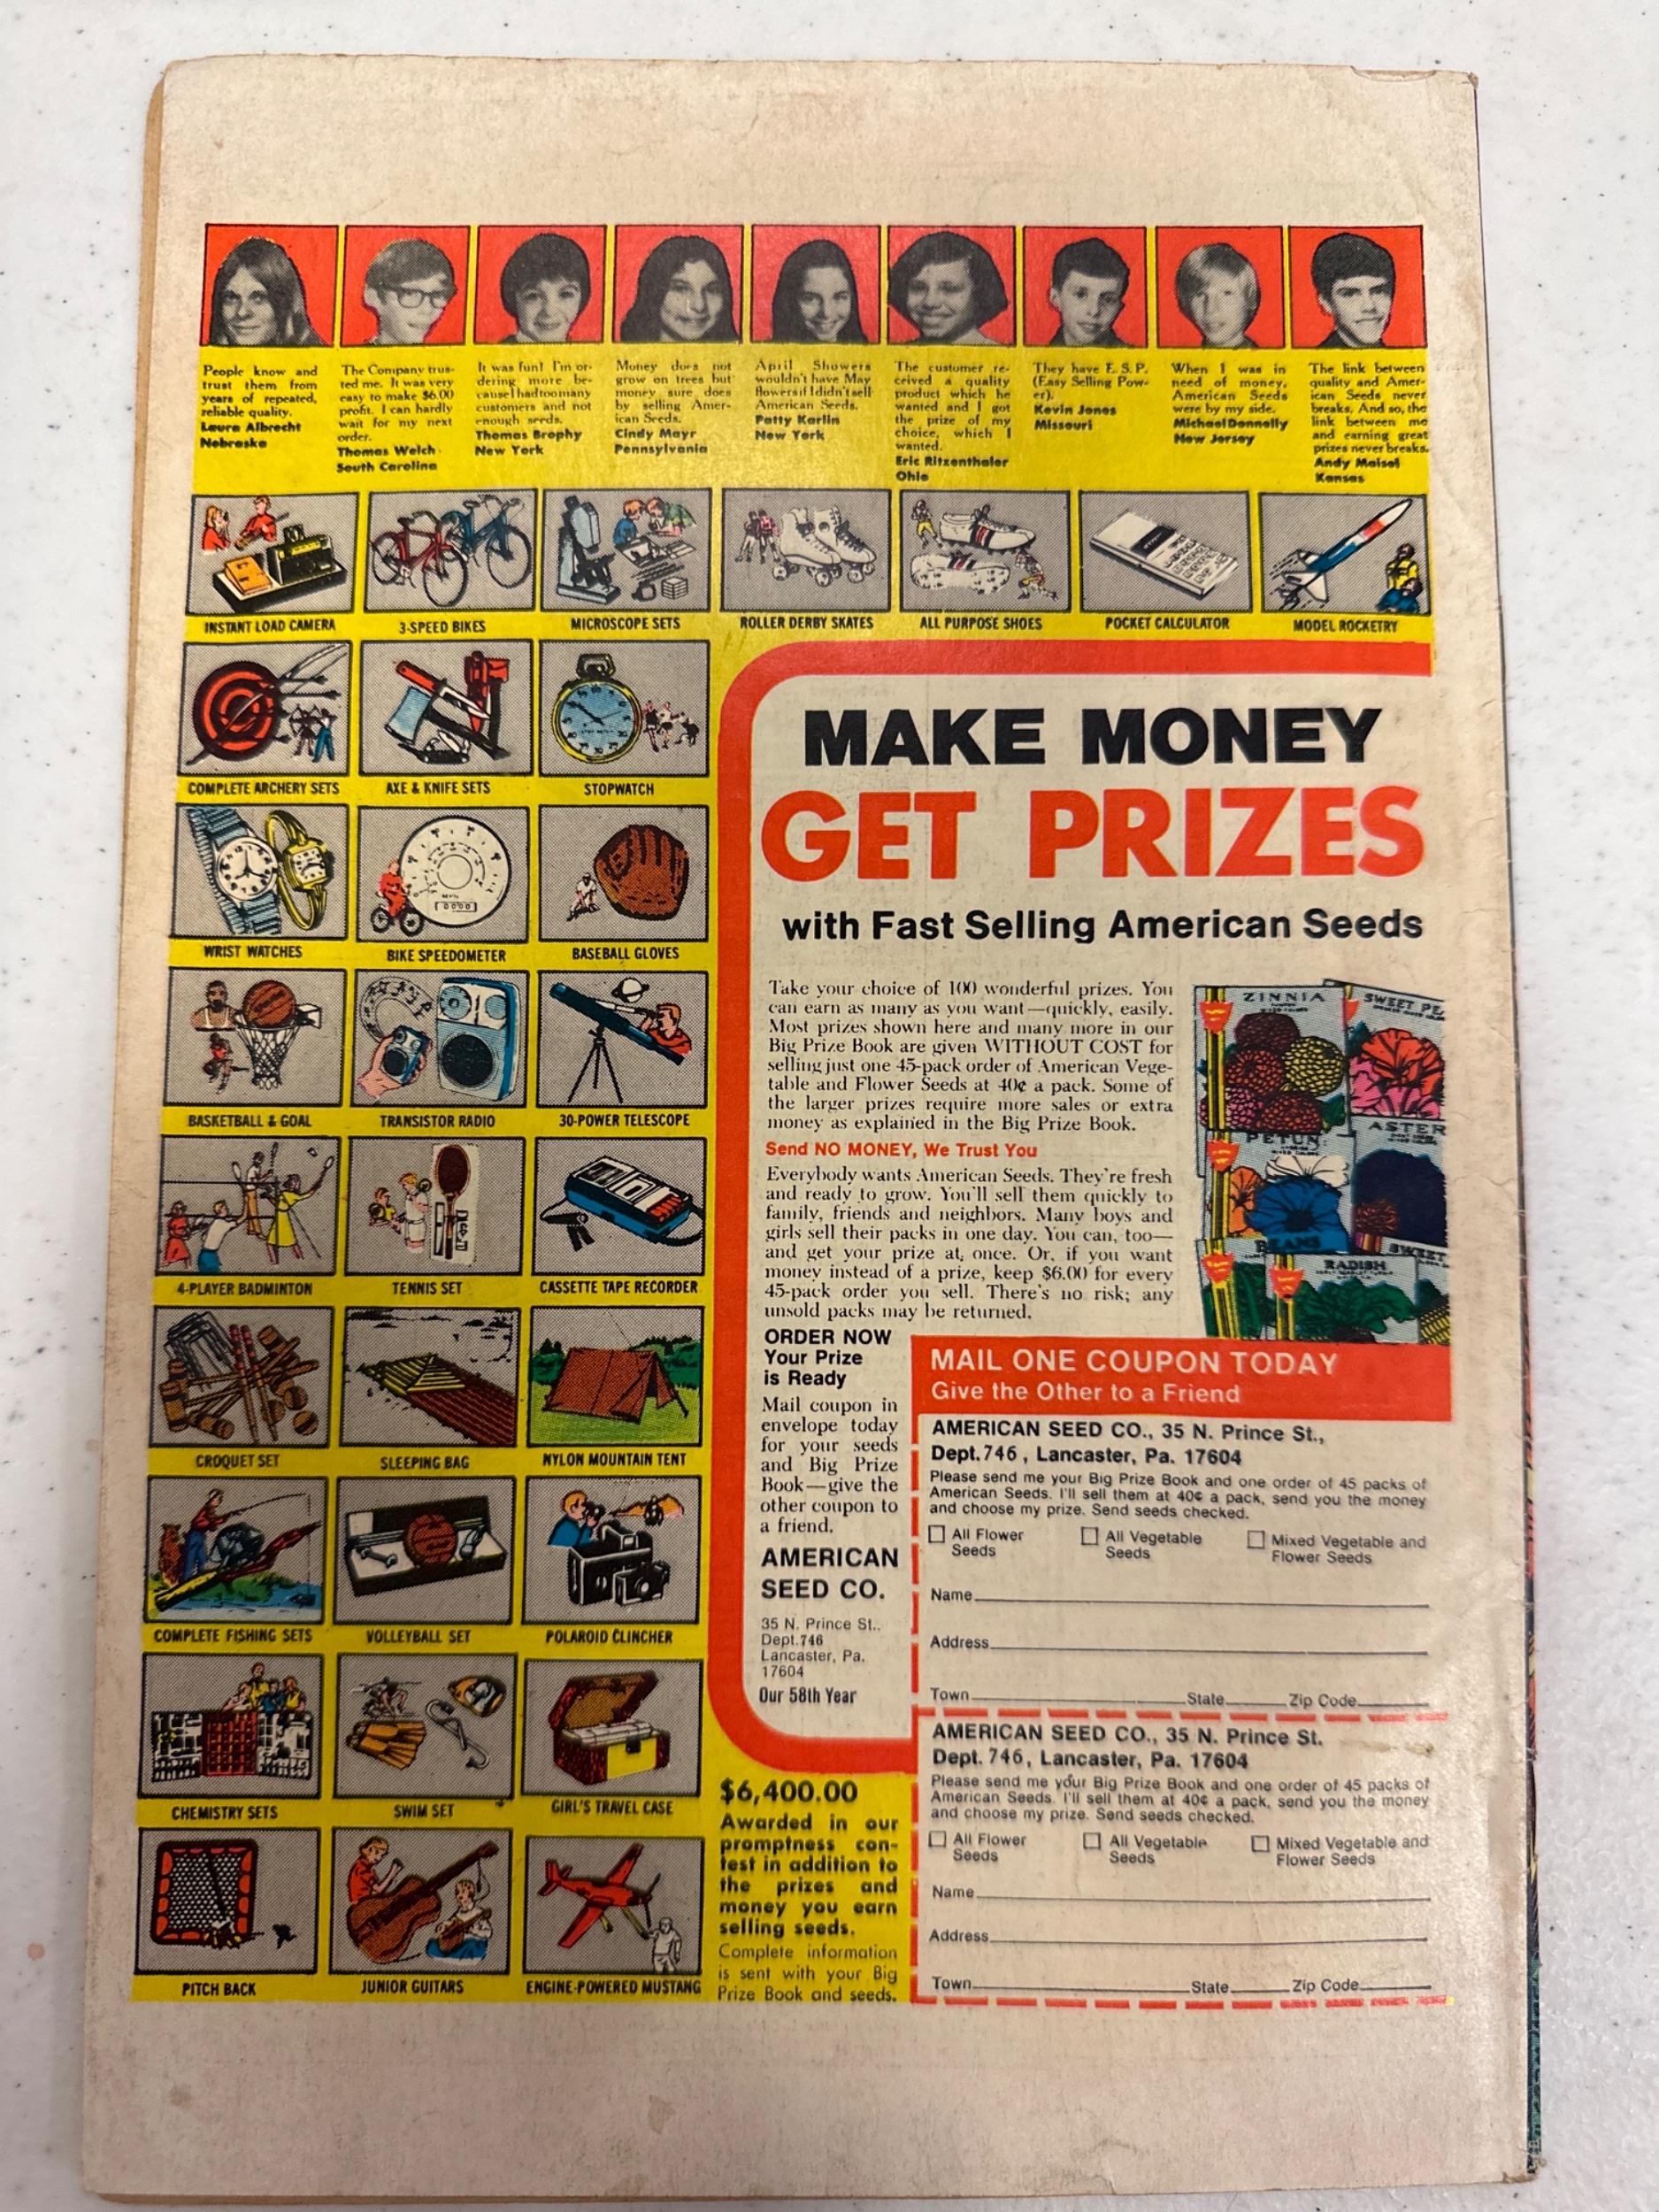 People know and
trust them from
years of repeated,
reliable quality.
Laura Albrecht
Nebraska
The Company trus-
ted me. It was very
easy to make $6.00
profit. I can hardly
wait for my next
order.
Thomas Welch
South Carolina
It was fun! I'm or-
dering more be-
cause I had too many
customers and not
enough seeds.
Thomas Brophy
New York
Money does not
grow on trees but
money sure does
by selling Amer-
ican Seeds.
Cindy Mayr
Pennsylvania
April Showers
wouldn't have May
flowers if I didn't sell
American Seeds.
Patty Karlin
New York
The customer re-
ceived a quality
product which he
wanted and I got
the prize of my
choice, which I
wanted.
Eric Ritzenthaler
Ohio
They have E. S. P.
(Easy Selling Pow-
er).
Kevin Jones
Missouri
When I was in
need of money,
American Seeds
were by my side.
Michael Donnelly
New Jersey
The link between
quality and Amer-
ican Seeds never
breaks. And so, the
link between me
and earning great
prizes never breaks.
Andy Maisel
Kansas
INSTANT LOAD CAMERA
3-SPEED BIKES
MICROSCOPE SETS
ROLLER DERBY SKATES
ALL PURPOSE SHOES
POCKET CALCULATOR
MODEL ROCKETRY
COMPLETE ARCHERY SETS
AXE & KNIFE SETS
STOPWATCH
WRIST WATCHES
BIKE SPEEDOMETER
BASEBALL GLOVES
BASKETBALL & GOAL
TRANSISTOR RADIO
30-POWER TELESCOPE
4-PLAYER BADMINTON
TENNIS SET
CASSETTE TAPE RECORDER
CROQUET SET
SLEEPING BAG
NYLON MOUNTAIN TENT
COMPLETE FISHING SETS
VOLLEYBALL SET
POLAROID CLINCHER
CHEMISTRY SETS
SWIM SET
GIRL'S TRAVEL CASE
PITCH BACK
JUNIOR GUITARS
ENGINE-POWERED MUSTANG
MAKE MONEY
GET PRIZES
with Fast Selling American Seeds
Take your choice of 100 wonderful prizes. You
can earn as many as you want—quickly, easily.
Most prizes shown here and many more in our
Big Prize Book are given WITHOUT COST for
selling just one 45-pack order of American Vege-
table and Flower Seeds at 40¢ a pack. Some of
the larger prizes require more sales or extra
money as explained in the Big Prize Book.
Send NO MONEY, We Trust You
Everybody wants American Seeds. They're fresh
and ready to grow. You'll sell them quickly to
family, friends and neighbors. Many boys and
girls sell their packs in one day. You can, too—
and get your prize at once. Or, if you want
money instead of a prize, keep $6.00 for every
45-pack order you sell. There's no risk; any
unsold packs may be returned.
ZINNIA
SWEET PE
PETUN
ASTER
BEANS
SWEET
RADISH
ORDER NOW
Your Prize
is Ready
Mail coupon in
envelope today
for your seeds
and Big Prize
Book—give the
other coupon to
a friend.
AMERICAN
SEED CO.
35 N. Prince St.,
Dept.746
Lancaster, Pa.
17604
Our 58th Year
$6,400.00
Awarded in our
promptness con-
test in addition to
the prizes and
money you earn
selling seeds.
Complete information
is sent with your Big
Prize Book and seeds.
MAIL ONE COUPON TODAY
Give the Other to a Friend
AMERICAN SEED CO., 35 N. Prince St.,
Dept.746, Lancaster, Pa. 17604
Please send me your Big Prize Book and one order of 45 packs of
American Seeds. I'll sell them at 40¢ a pack, send you the money
and choose my prize. Send seeds checked.
All Flower
Seeds
All Vegetable
Seeds
Mixed Vegetable and
Flower Seeds
Name
Address
Town State Zip Code
AMERICAN SEED CO., 35 N. Prince St.
Dept. 746, Lancaster, Pa. 17604
Please send me your Big Prize Book and one order of 45 packs of
American Seeds. I'll sell them at 40¢ a pack, send you the money
and choose my prize. Send seeds checked.
All Flower
Seeds
All Vegetable
Seeds
Mixed Vegetable and
Flower Seeds
Name
Address
Town State Zip Code